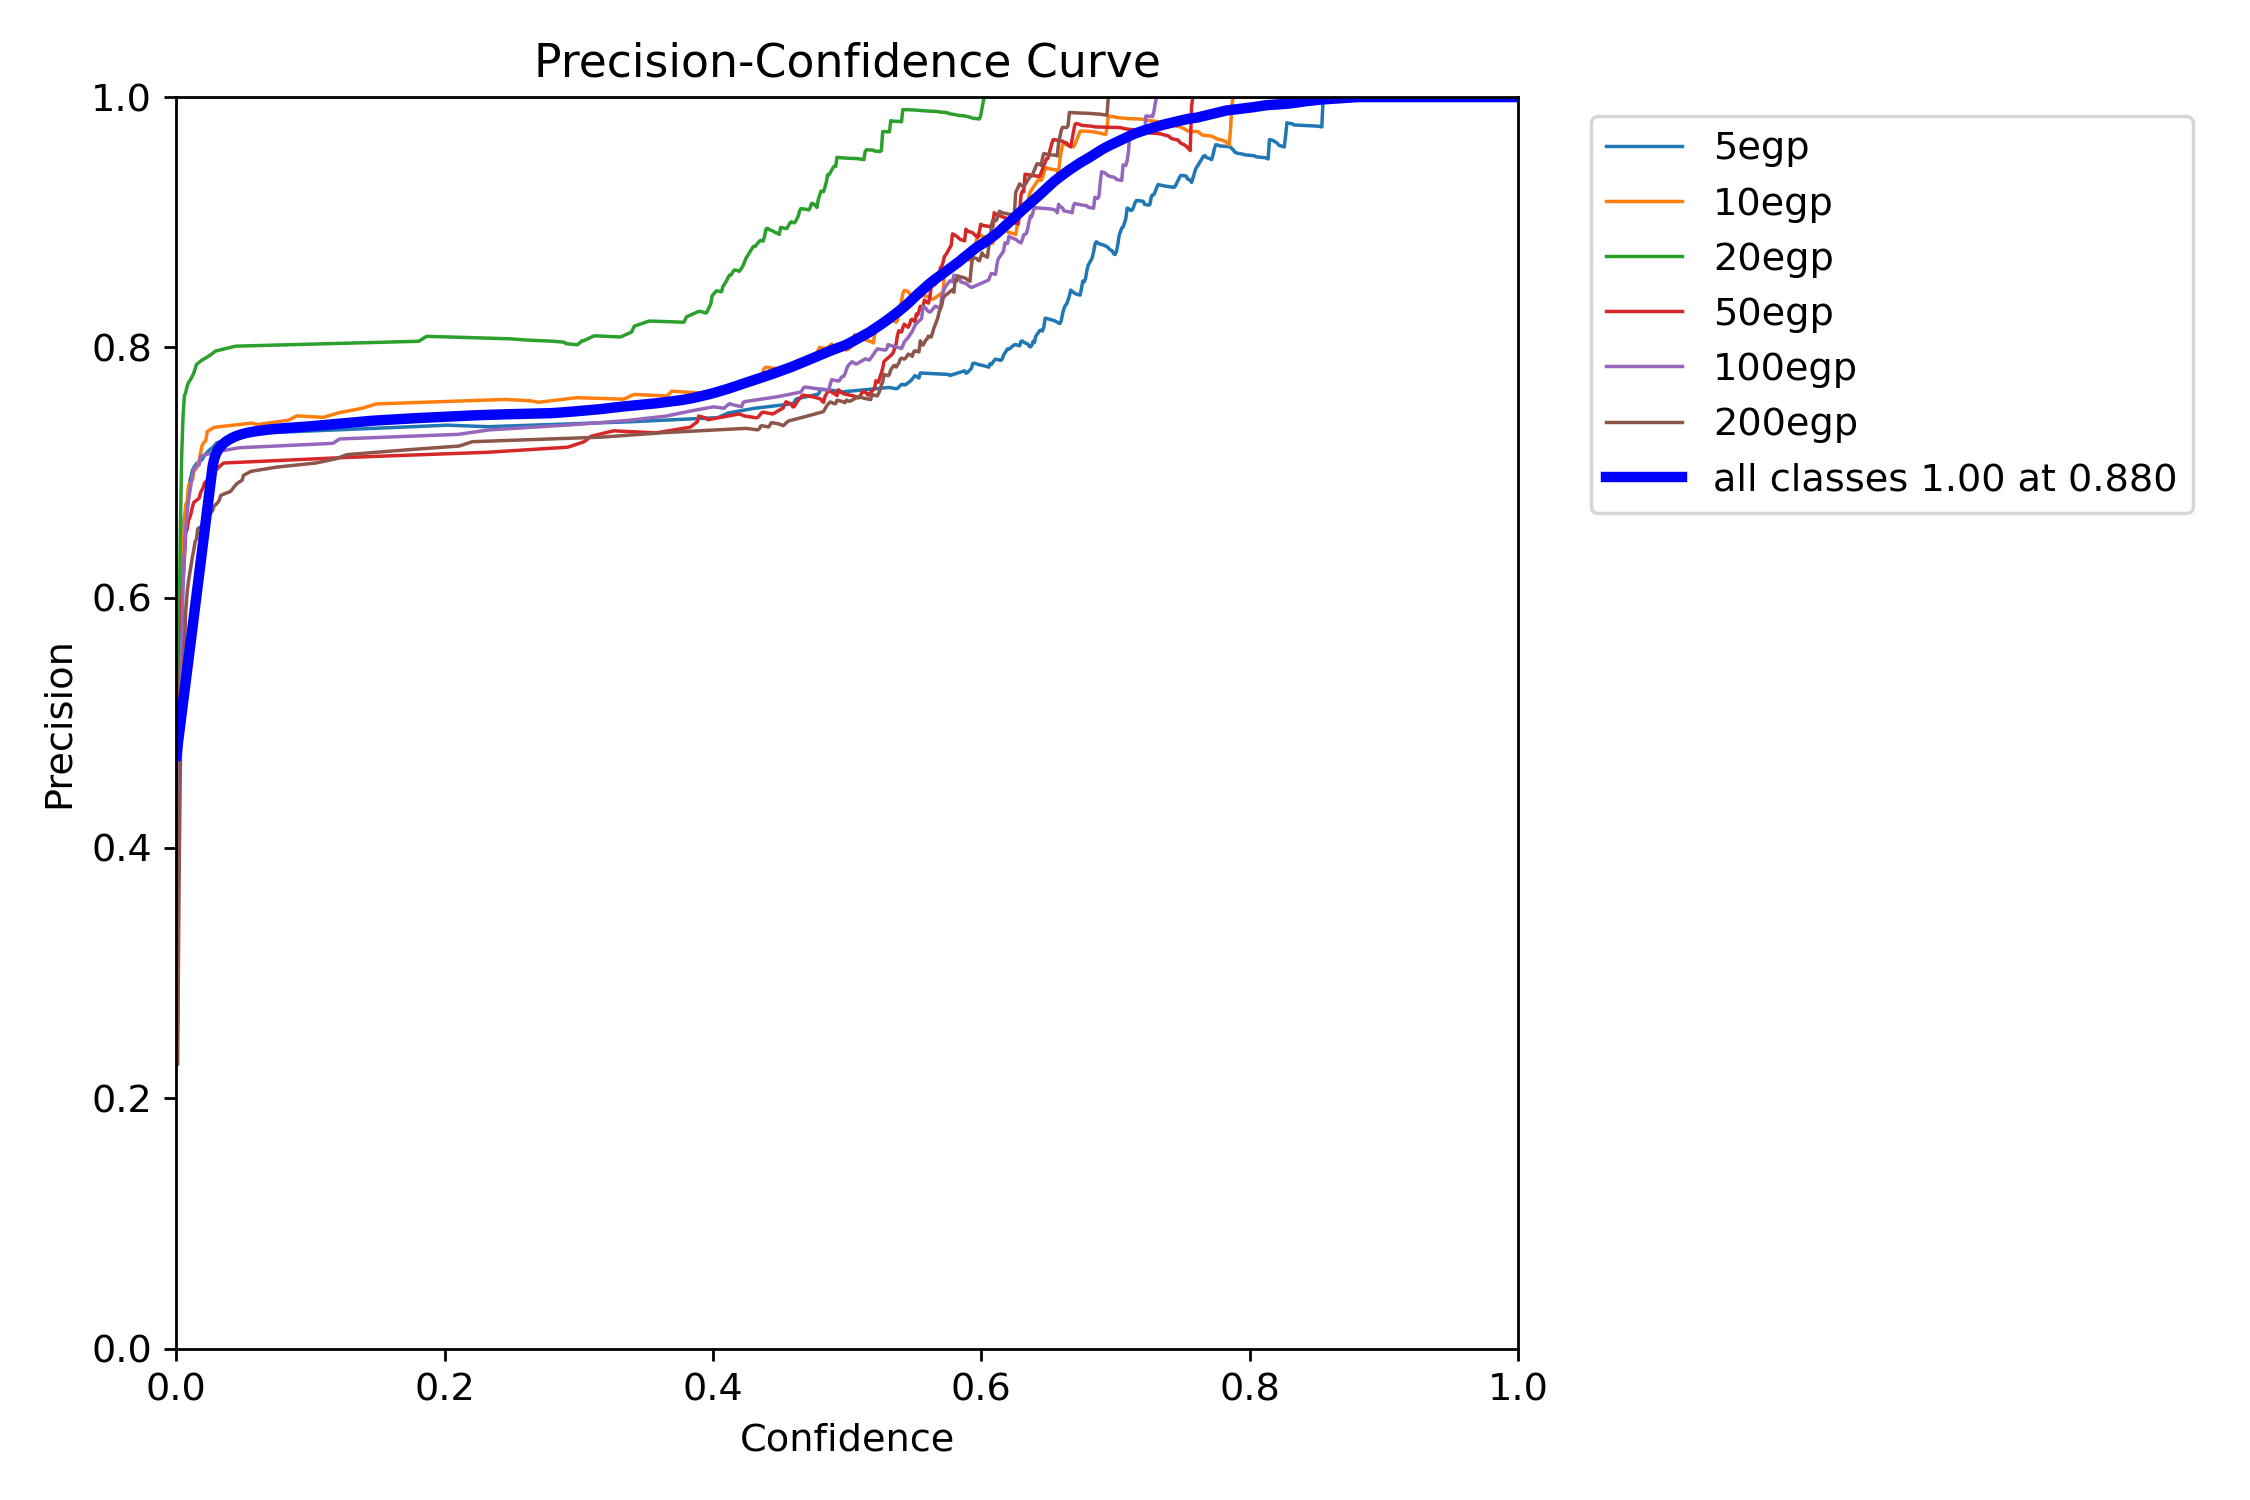 Precision-Confidence Curve
1.0
0.8
0.6
0.4
0.2
0.0
Precision
0.0 0.2 0.4 0.6 0.8 1.0
Confidence
5egp
10egp
20egp
50egp
100egp
200egp
all classes 1.00 at 0.880